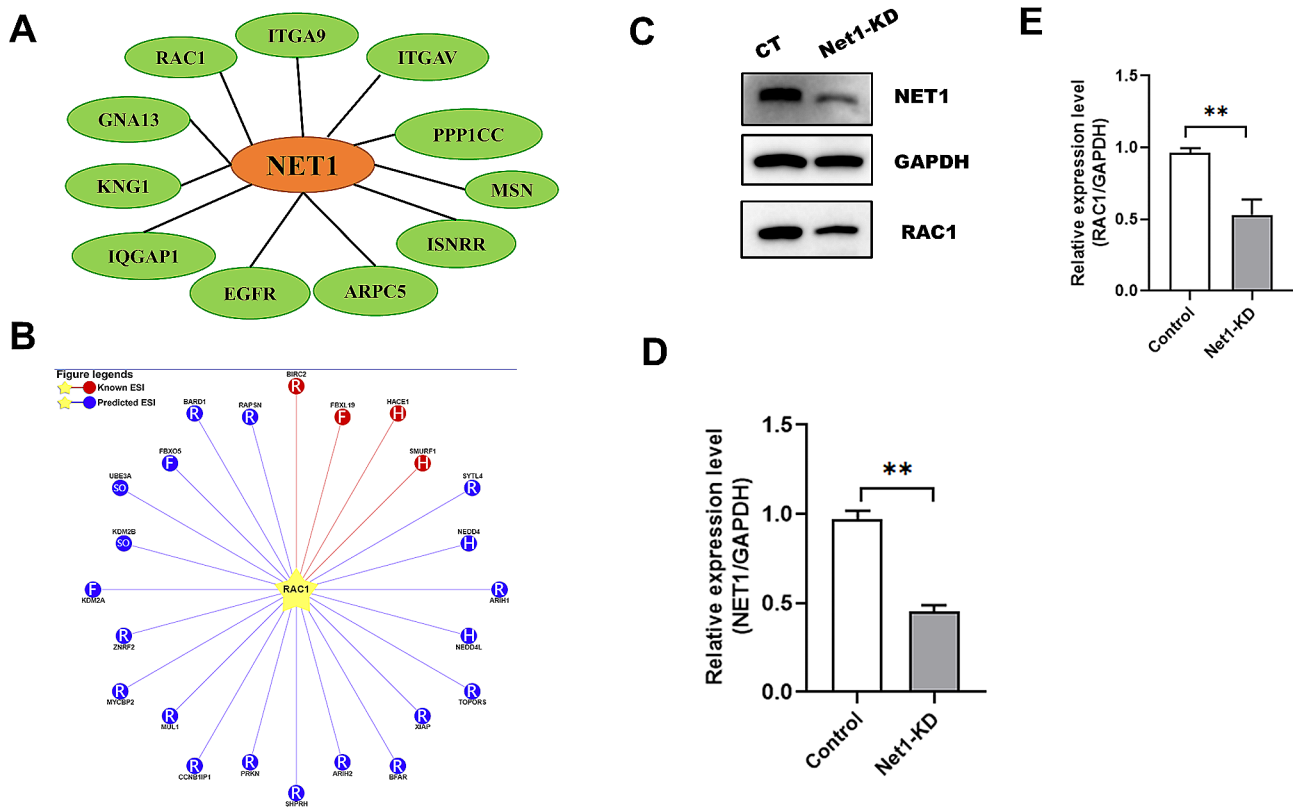 A
ITGA9
RAC1
ITGAV
GNA13
PPP1CC
NET1
KNG1
MSN
IQGAP1
ISNRR
EGFR
ARPC5
B
Figure legends
Known ESI
Predicted ESI
BIRC2
R
FBXL19
F
HACE1
H
SMURF1
H
BARD1
R
RAPSN
R
FBXO5
F
UBE3A
SO
KDM2B
SO
SYTL4
R
NEDD4
H
RAC1
F
KDM2A
R
ARIH1
R
ZNRF2
H
NEDD4L
R
MYCBP2
R
TOPORS
R
MUL1
R
XIAP
R
CCNB1IP1
R
PRKN
R
ARIH2
R
BFAR
R
SHPRH
C
CT
Net1-KD
NET1
GAPDH
RAC1
D
Relative expression level
(NET1/GAPDH)
1.5
1.0
0.5
0.0
**
Control
Net1-KD
E
Relative expression level
(RAC1/GAPDH)
1.5
1.0
0.5
0.0
**
Control
Net1-KD